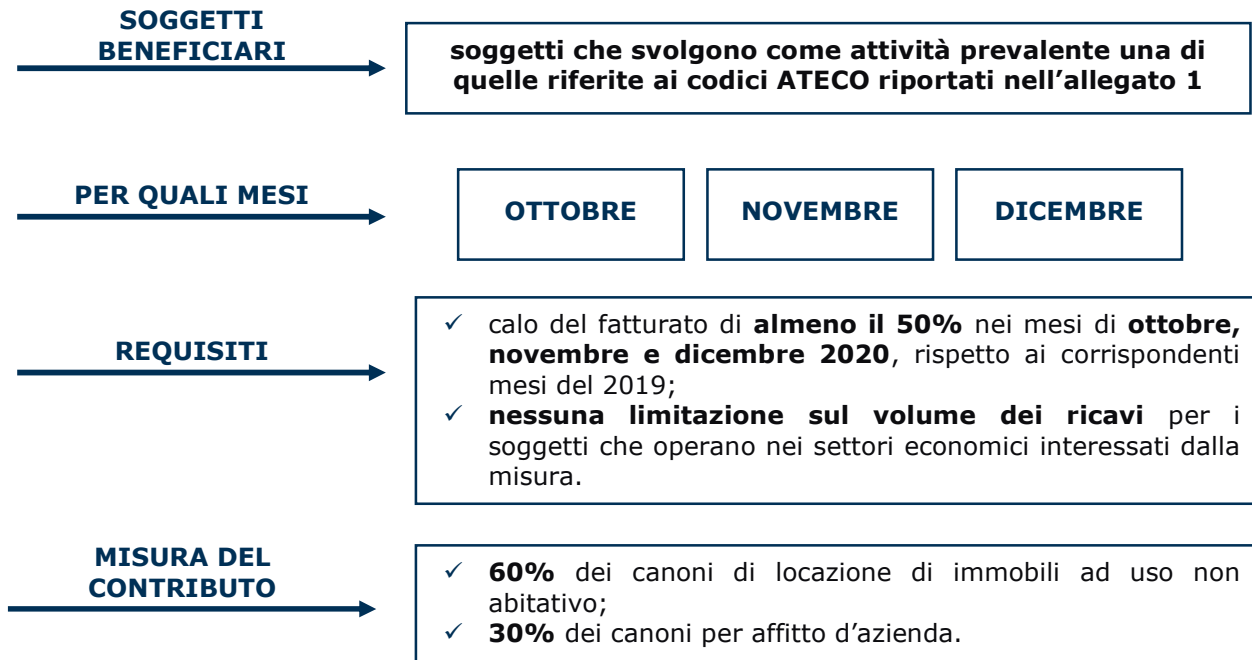 SOGGETTI
BENEFICIARI
soggetti che svolgono come attività prevalente una di
quelle riferite ai codici ATECO riportati nell’allegato 1
PER QUALI MESI
OTTOBRE
NOVEMBRE
DICEMBRE
REQUISITI
✓ calo del fatturato di almeno il 50% nei mesi di ottobre,
novembre e dicembre 2020, rispetto ai corrispondenti
mesi del 2019;
✓ nessuna limitazione sul volume dei ricavi per i
soggetti che operano nei settori economici interessati dalla
misura.
MISURA DEL
CONTRIBUTO
✓ 60% dei canoni di locazione di immobili ad uso non
abitativo;
✓ 30% dei canoni per affitto d’azienda.